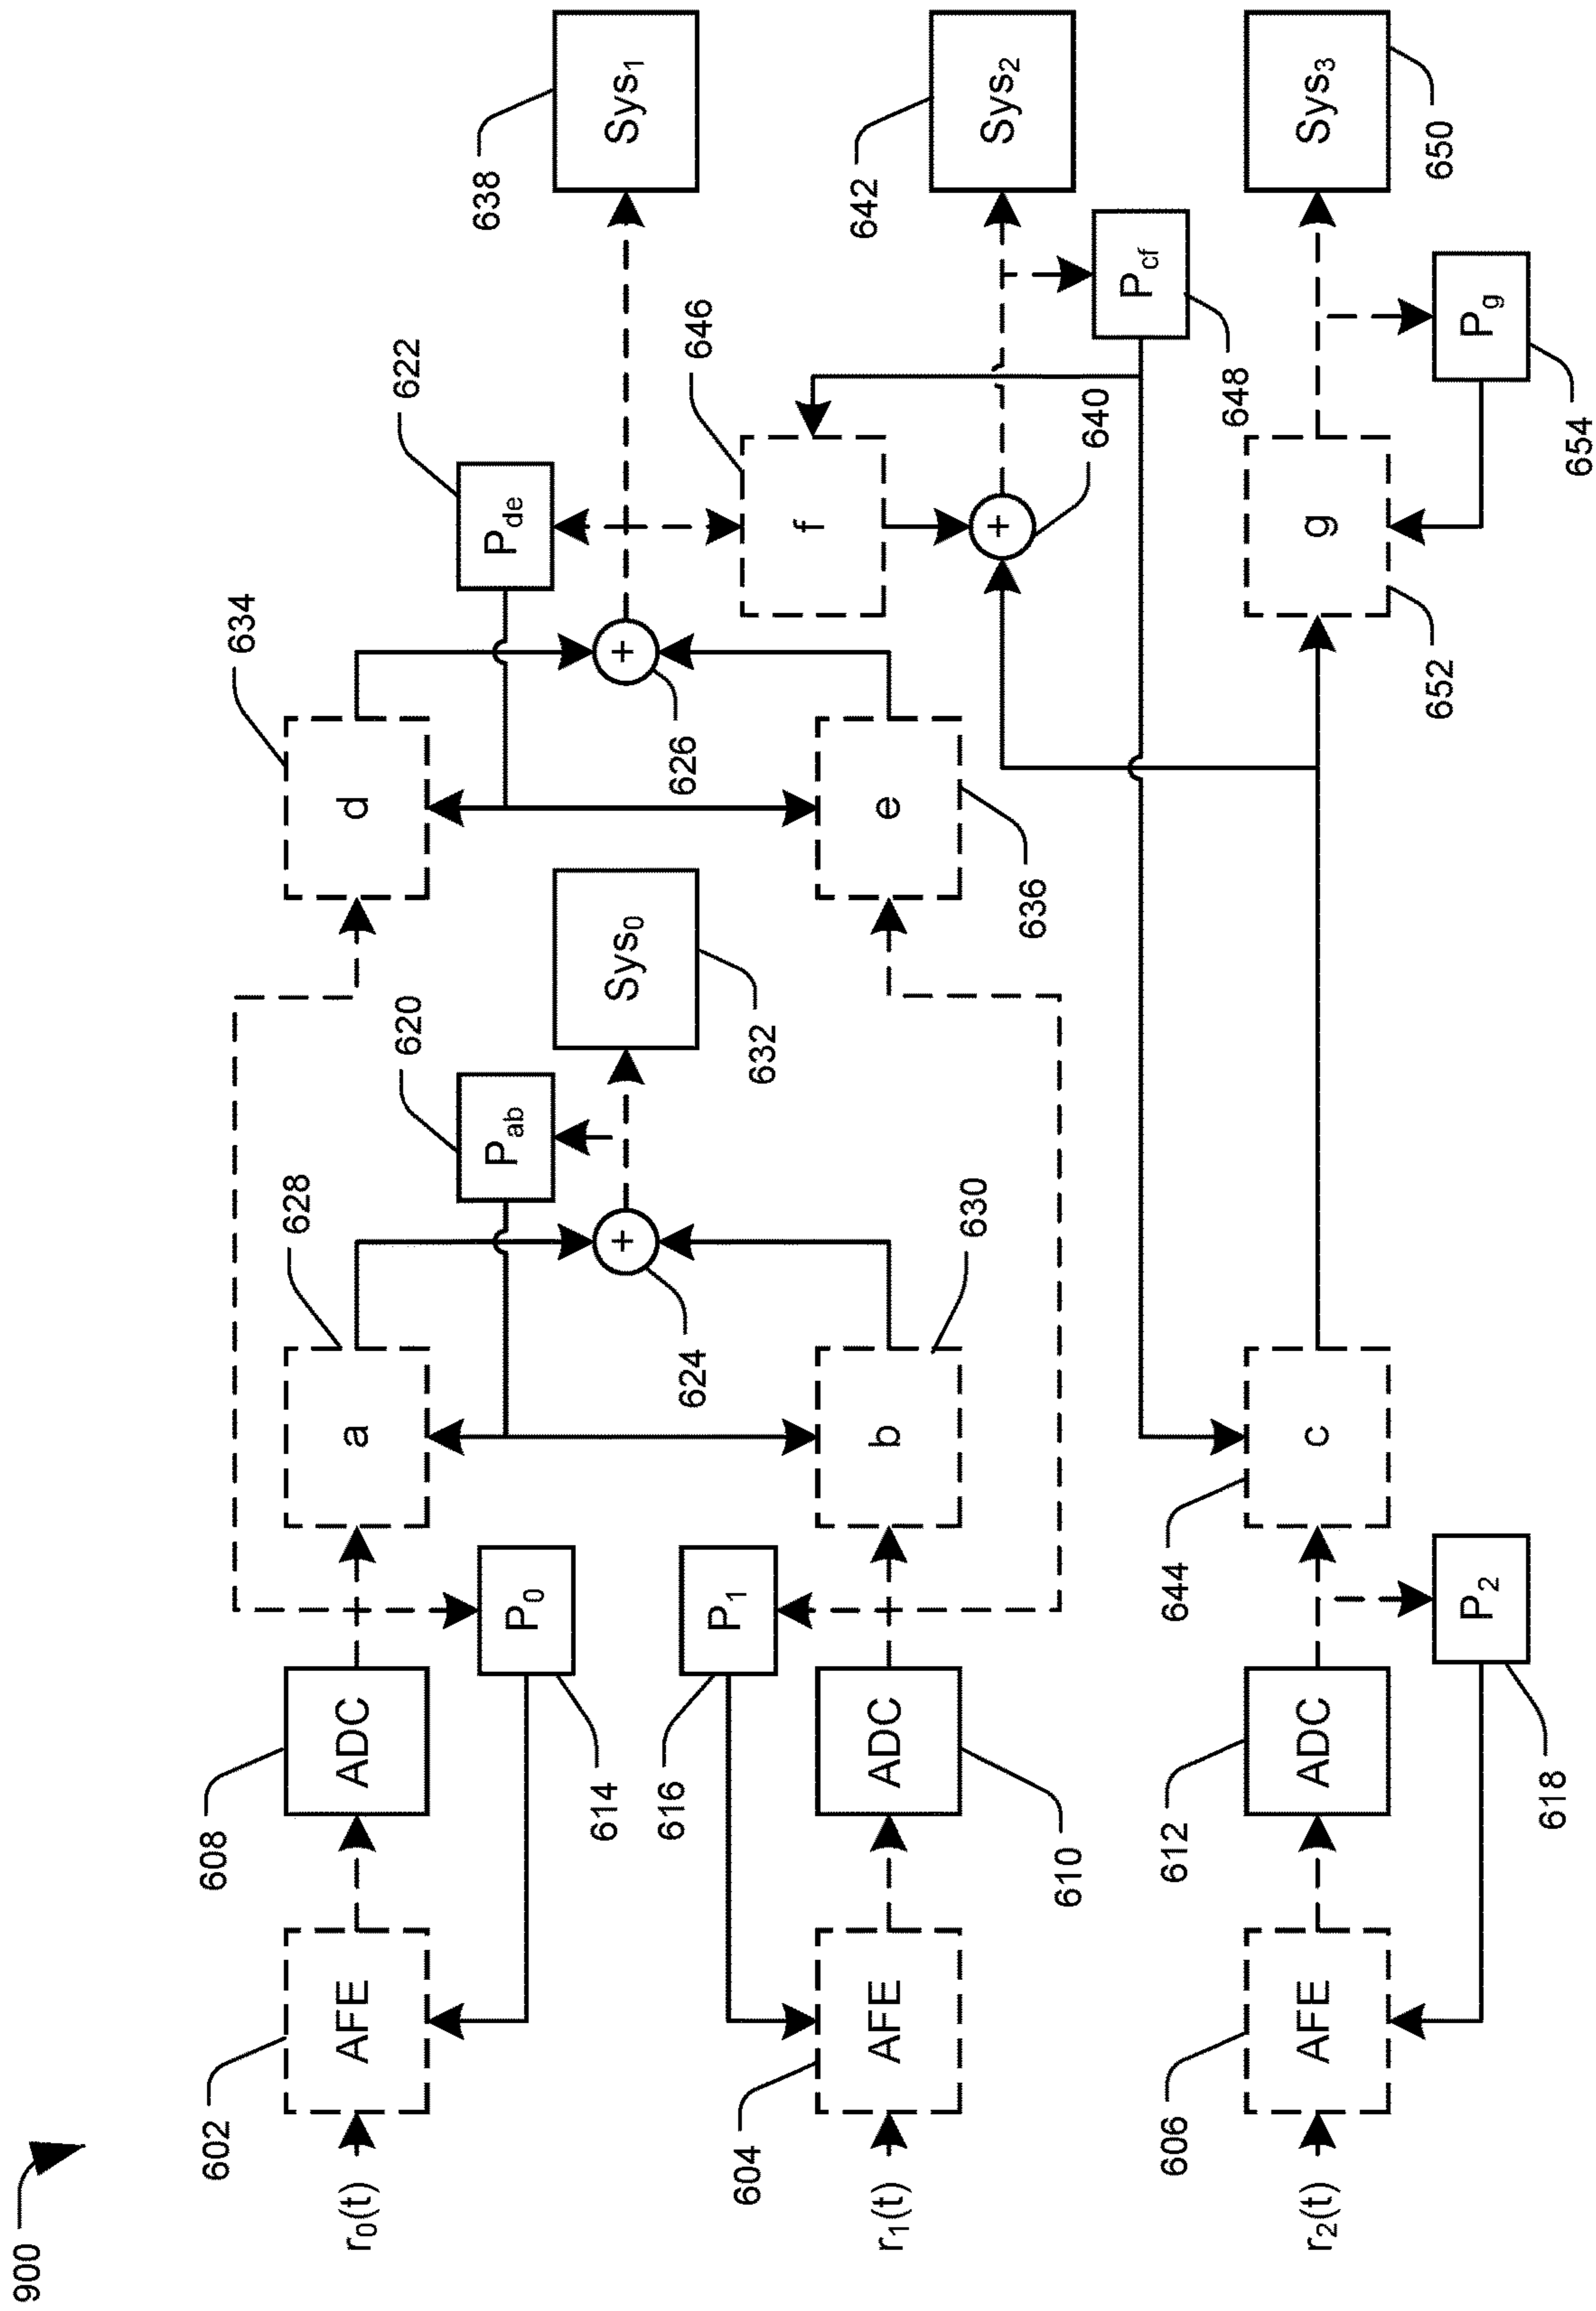 900
r₀(t)
602
AFE
608
ADC
614
P₀
628
a
620
P_ab
624
+
632
Sys₀
634
d
622
P_de
626
+
638
Sys₁
r₁(t)
604
AFE
616
P₁
610
ADC
630
b
636
e
646
f
640
+
642
Sys₂
648
P_cf
r₂(t)
606
AFE
612
ADC
618
P₂
644
c
652
g
654
P_g
650
Sys₃